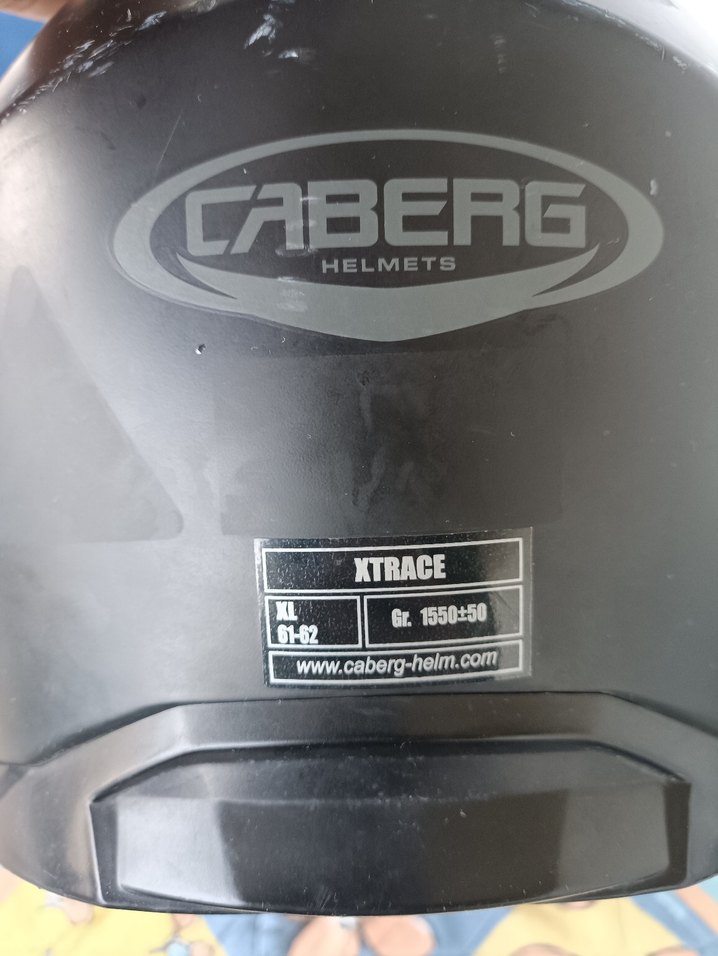 CABERG
HELMETS
XTRACE
XL
61-62
Gr. 1550±50
www.caberg-helm.com